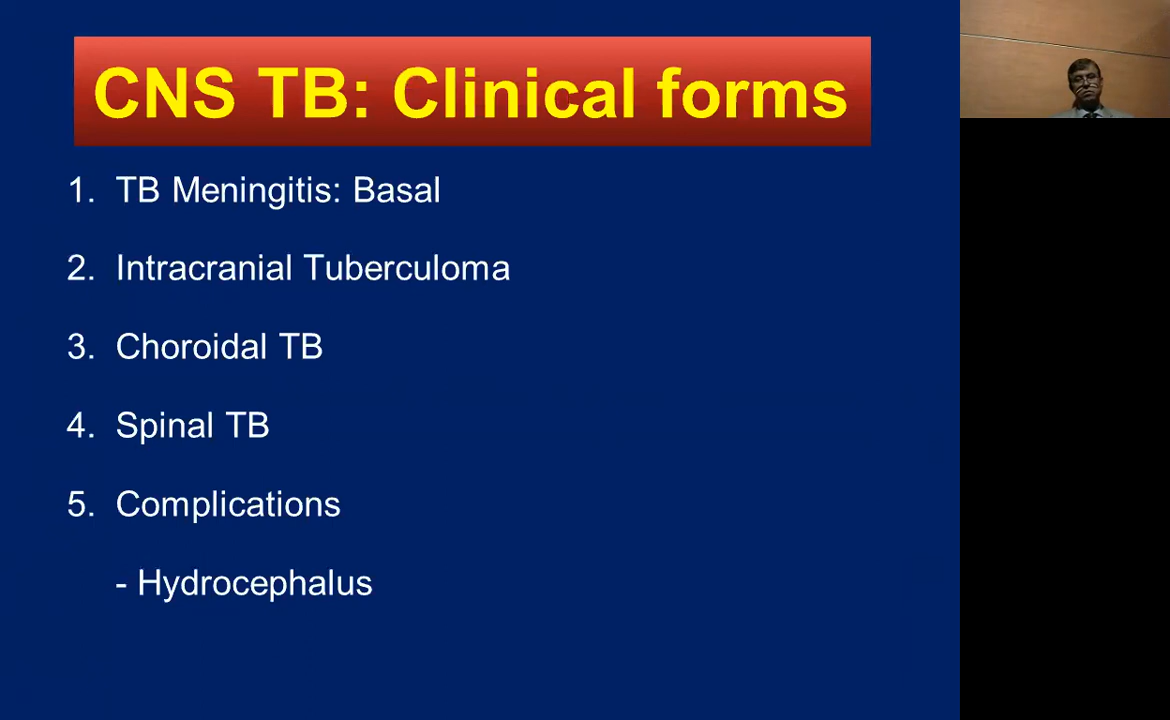 CNS TB: Clinical forms
1. TB Meningitis: Basal
2. Intracranial Tuberculoma
3. Choroidal TB
4. Spinal TB
5. Complications
- Hydrocephalus